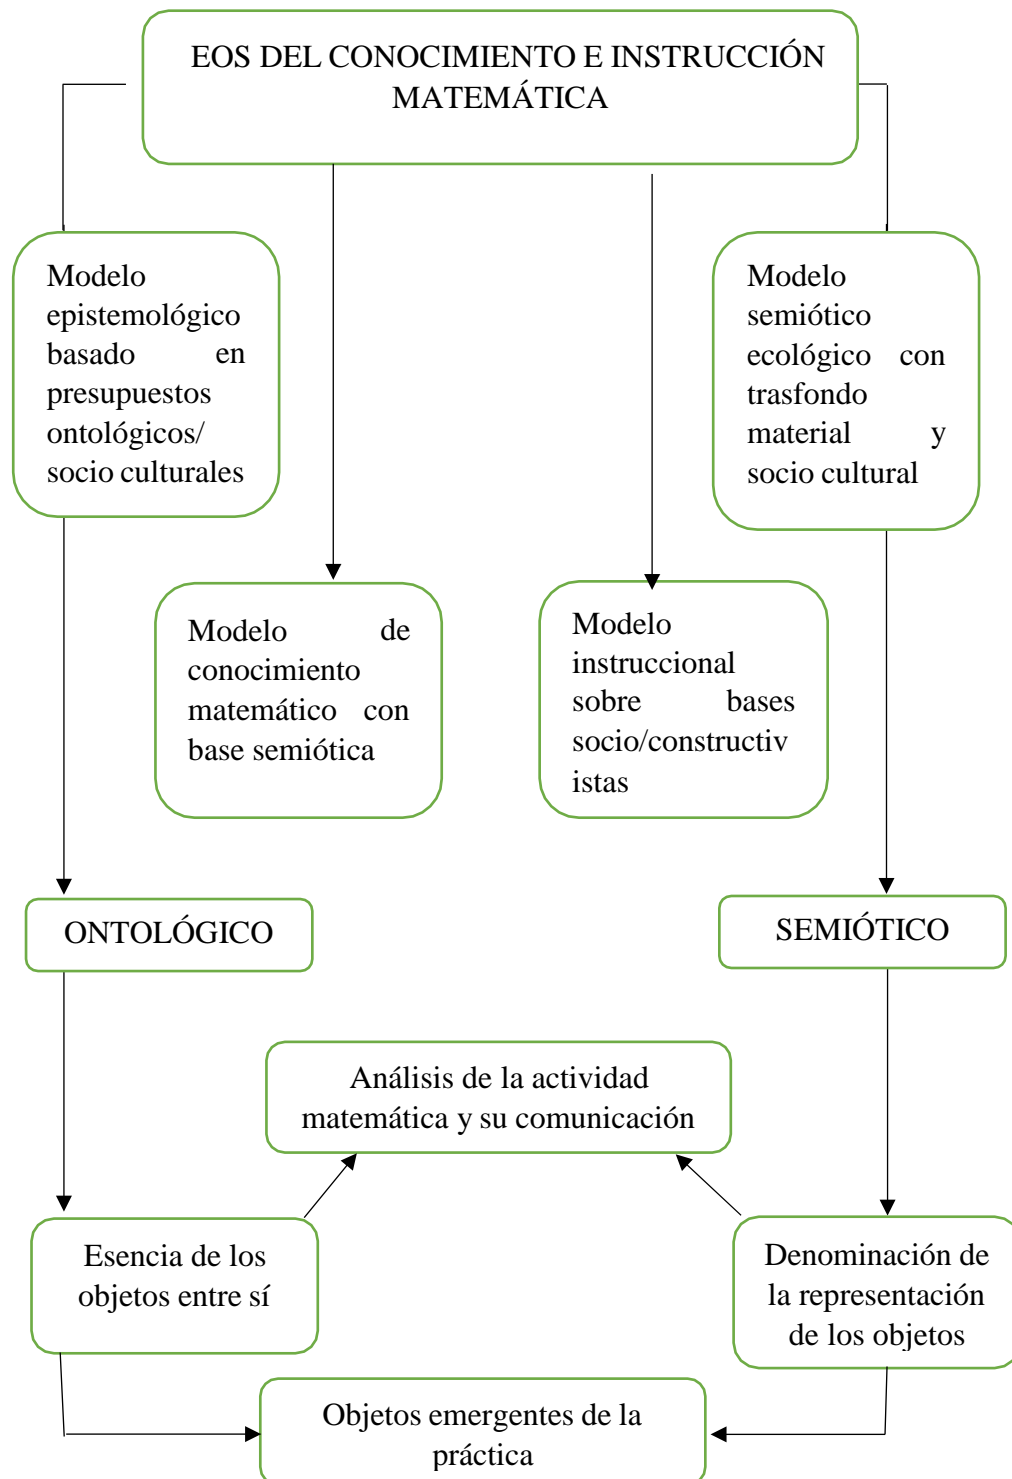 EOS DEL CONOCIMIENTO E INSTRUCCIÓN
MATEMÁTICA
Modelo
epistemológico
basado en
presupuestos
ontológicos/
socio culturales
Modelo
semiótico
ecológico con
trasfondo
material y
socio cultural
Modelo de
conocimiento
matemático con
base semiótica
Modelo
instruccional
sobre bases
socio/constructiv
istas
ONTOLÓGICO
SEMIÓTICO
Análisis de la actividad
matemática y su comunicación
Esencia de los
objetos entre sí
Denominación de
la representación
de los objetos
Objetos emergentes de la
práctica